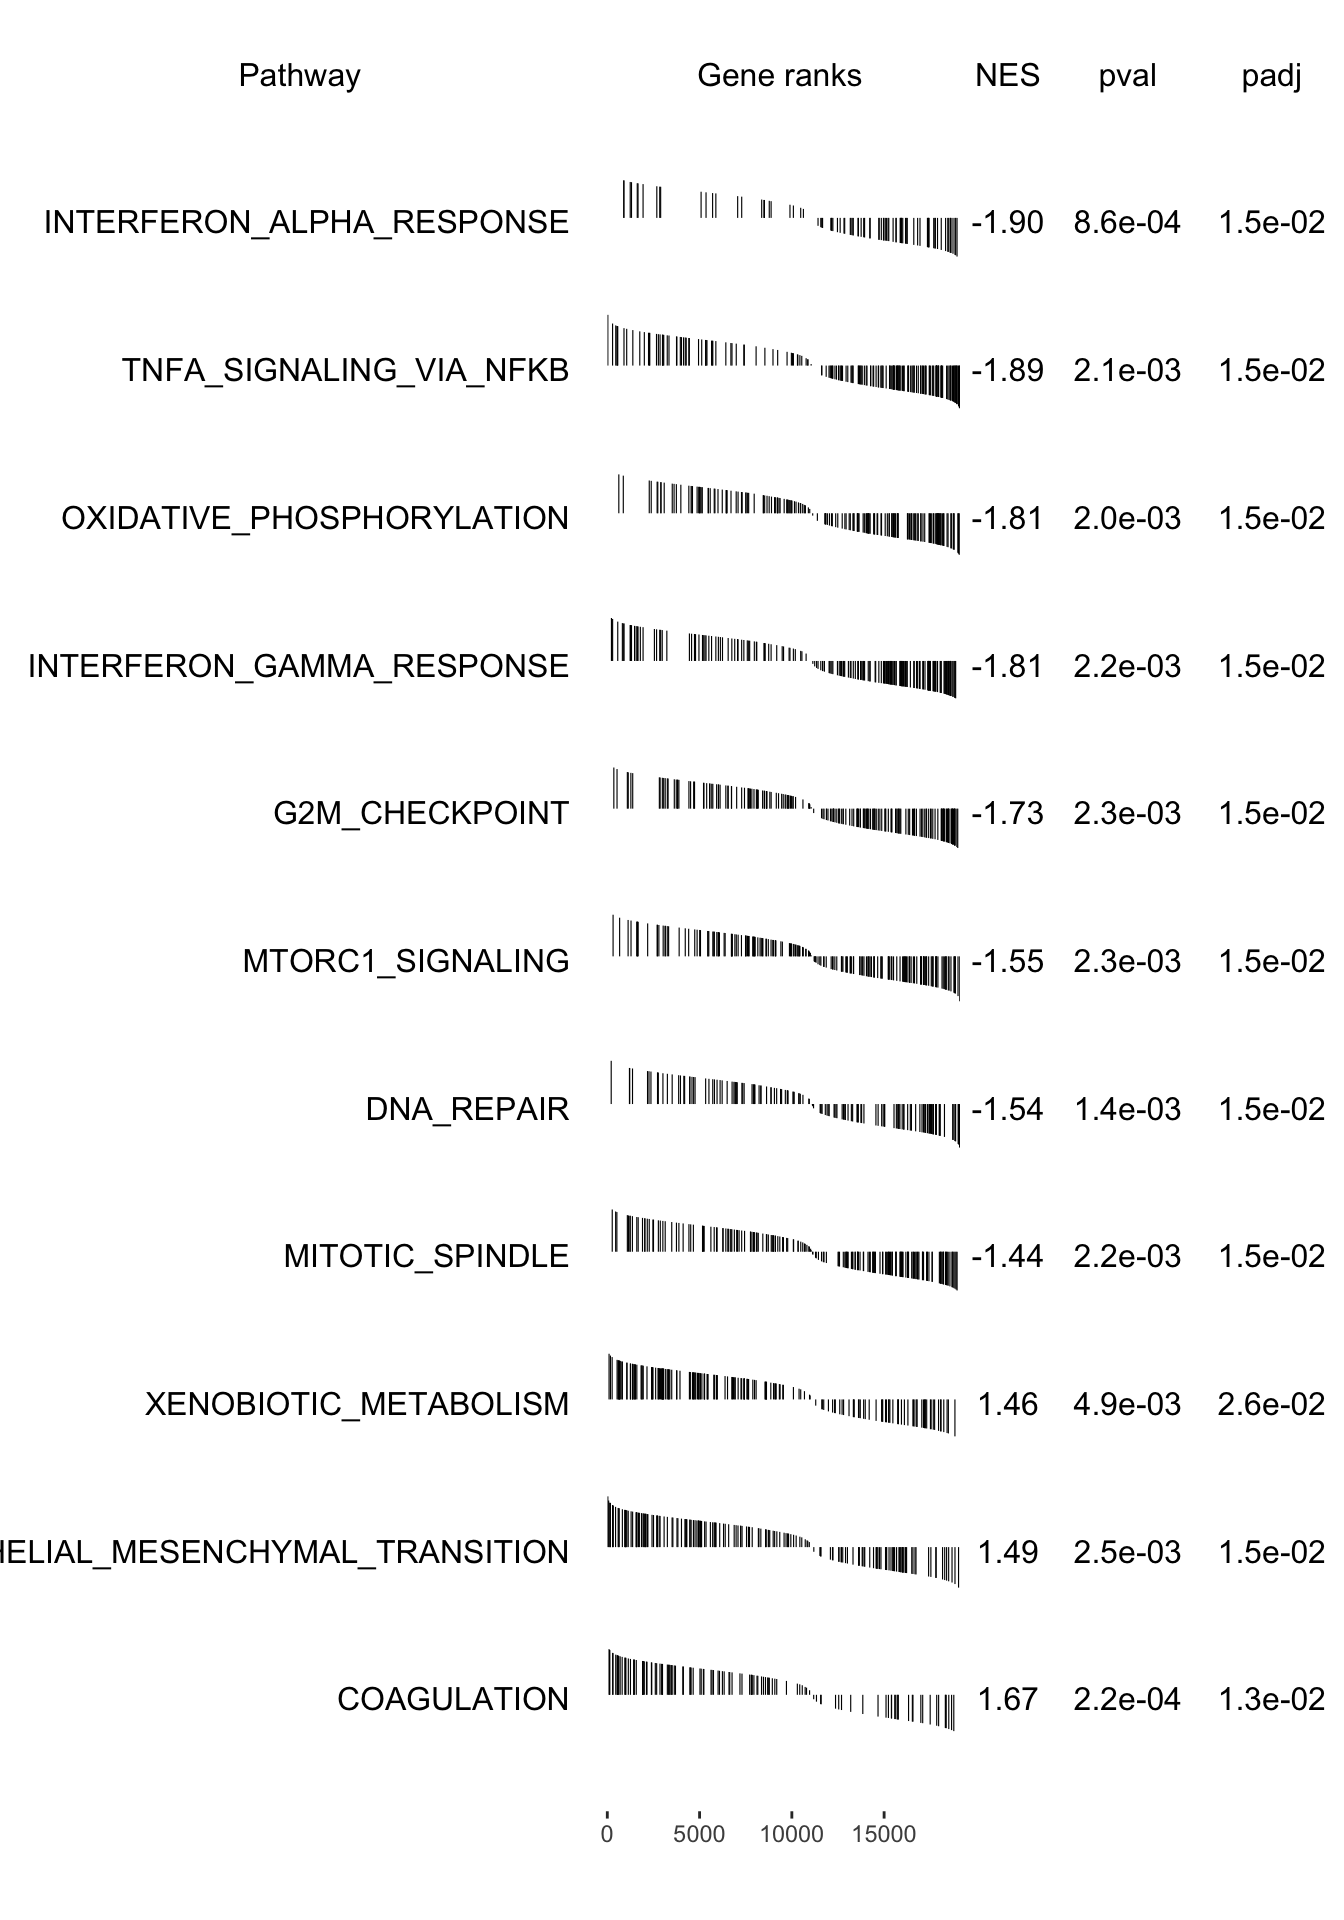 Pathway Gene ranks NES pval padj
INTERFERON_ALPHA_RESPONSE -1.90 8.6e-04 1.5e-02
TNFA_SIGNALING_VIA_NFKB -1.89 2.1e-03 1.5e-02
OXIDATIVE_PHOSPHORYLATION -1.81 2.0e-03 1.5e-02
INTERFERON_GAMMA_RESPONSE -1.81 2.2e-03 1.5e-02
G2M_CHECKPOINT -1.73 2.3e-03 1.5e-02
MTORC1_SIGNALING -1.55 2.3e-03 1.5e-02
DNA_REPAIR -1.54 1.4e-03 1.5e-02
MITOTIC_SPINDLE -1.44 2.2e-03 1.5e-02
XENOBIOTIC_METABOLISM 1.46 4.9e-03 2.6e-02
HELIAL_MESENCHYMAL_TRANSITION 1.49 2.5e-03 1.5e-02
COAGULATION 1.67 2.2e-04 1.3e-02
0 5000 10000 15000